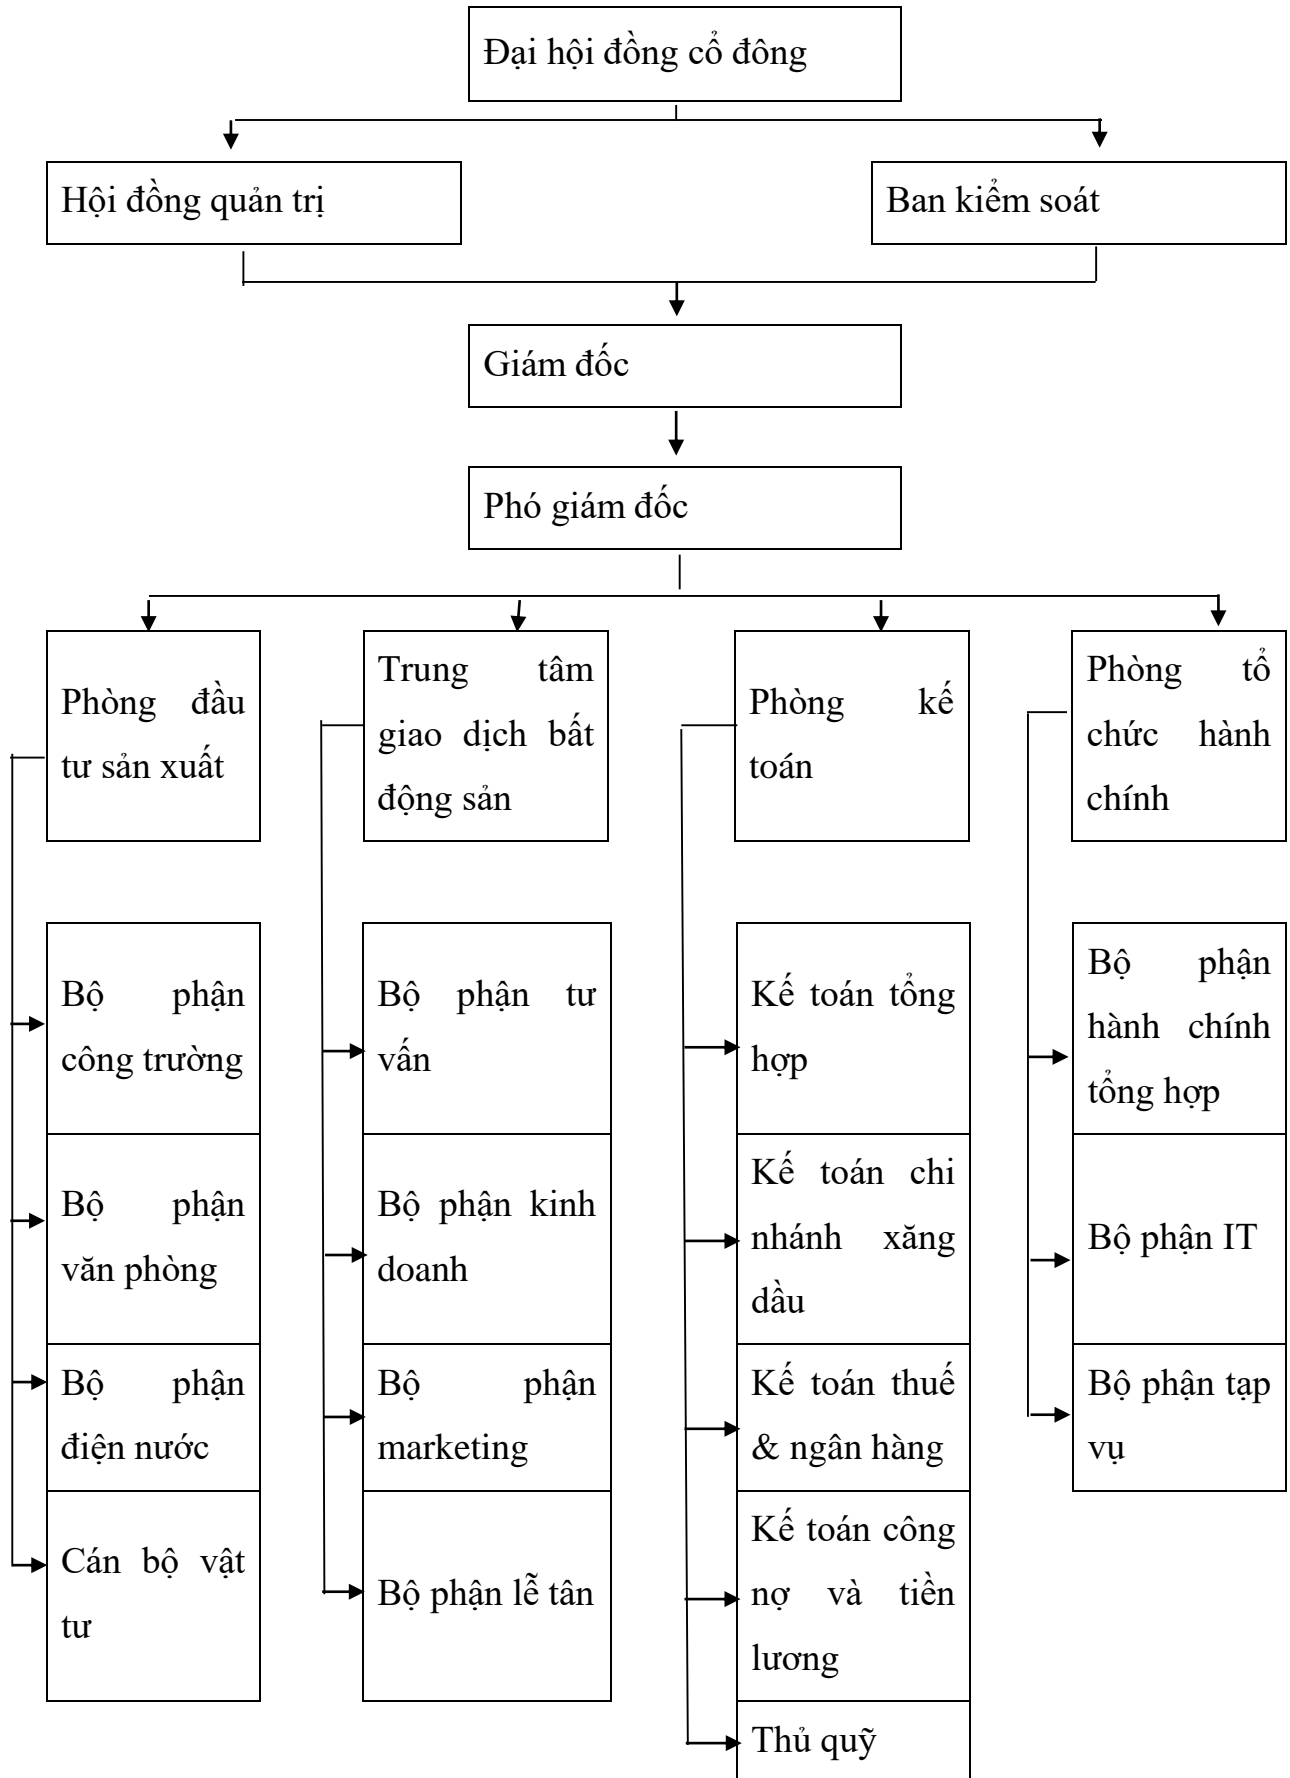 Đại hội đồng cổ đông
Hội đồng quản trị
Ban kiểm soát
Giám đốc
Phó giám đốc
Phòng đầu
tư sản xuất
Trung tâm
giao dịch bất
động sản
Phòng kế
toán
Phòng tổ
chức hành
chính
Bộ phận
công trường
Bộ phận
văn phòng
Bộ phận
điện nước
Cán bộ vật
tư
Bộ phận tư
vấn
Bộ phận kinh
doanh
Bộ phận
marketing
Bộ phận lễ tân
Kế toán tổng
hợp
Kế toán chi
nhánh xăng
dầu
Kế toán thuế
& ngân hàng
Kế toán công
nợ và tiền
lương
Thủ quỹ
Bộ phận
hành chính
tổng hợp
Bộ phận IT
Bộ phận tạp
vụ